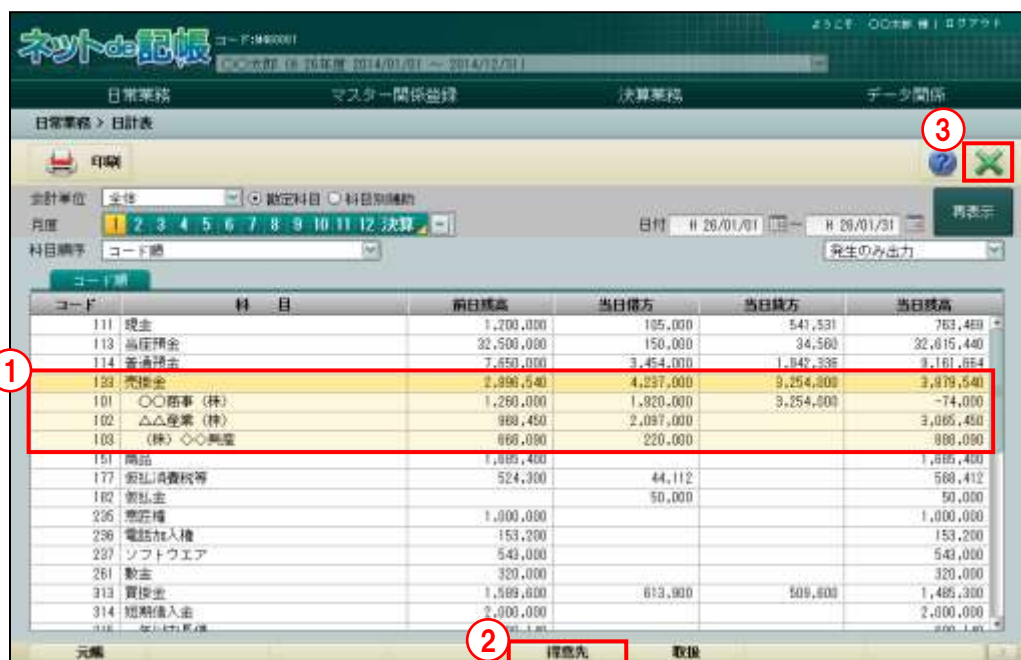 ネットde記帳 コード:M460001
ようこそ 〇〇太郎 様 | ログアウト
日常業務 マスター関係登録 決算業務 データ関係
日常業務 > 日計表
3
印刷
会計単位 全体 勘定科目 科目別補助
再表示
月度 1 2 3 4 5 6 7 8 9 10 11 12 決算
日付 H 26/01/01 ～ H 26/01/31
科目順序 コード順 発生のみ出力
コード順
コード 科 目 前日残高 当日借方 当日貸方 当日残高
111 現金 1,200,000 105,000 541,531 763,469
113 当座預金 32,500,000 150,000 34,560 32,615,440
114 普通預金 7,650,000 3,454,000 1,942,336 9,161,664
1
133 売掛金 2,896,540 4,237,000 3,254,000 3,879,540
101 〇〇商事（株） 1,260,000 1,920,000 3,254,000 -74,000
102 △△産業（株） 968,450 2,097,000 3,065,450
103 （株）◇◇興産 668,090 220,000 888,090
151 商品 1,685,400 1,685,400
177 仮払消費税等 524,300 44,112 568,412
182 仮払金 50,000 50,000
235 意匠権 1,000,000 1,000,000
236 電話加入権 153,200 153,200
237 ソフトウエア 543,000 543,000
261 敷金 320,000 320,000
313 買掛金 1,589,600 613,900 509,600 1,485,300
314 短期借入金 2,000,000 2,000,000
2
元帳 得意先 取扱